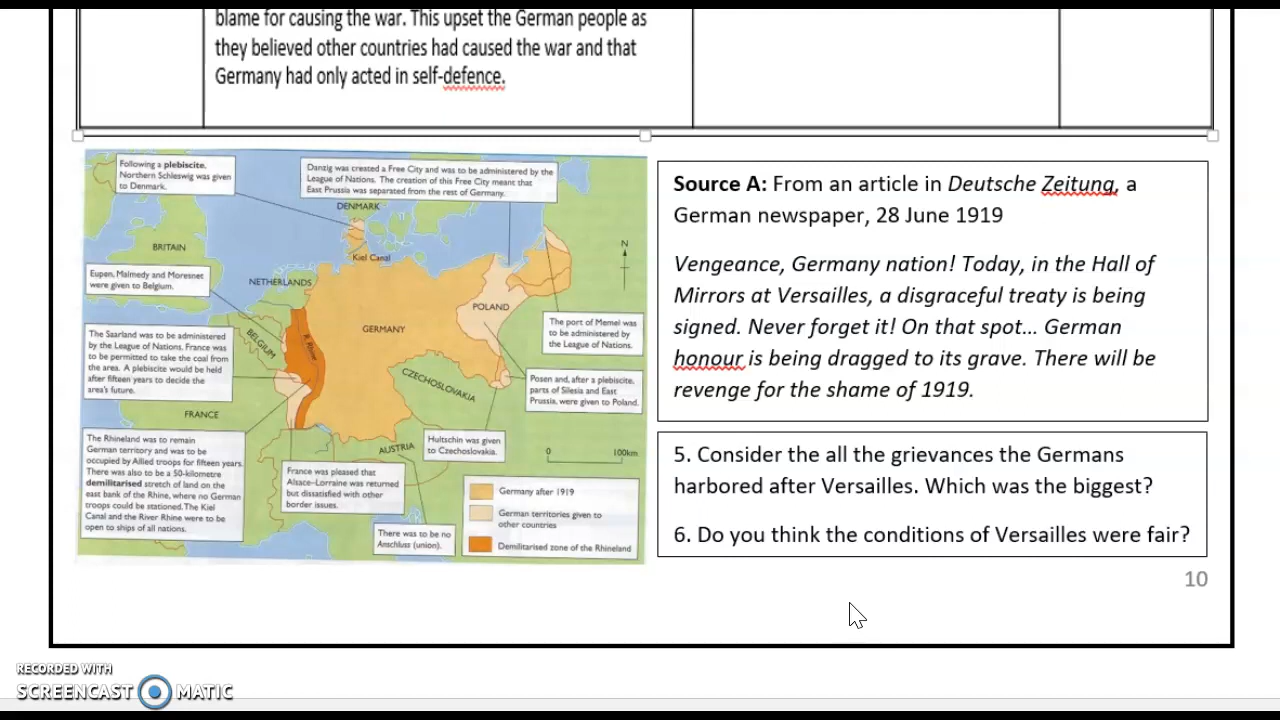 blame for causing the war. This upset the German people as
they believed other countries had caused the war and that
Germany had only acted in self-defence.
Following a plebiscite,
Northern Schleswig was given
to Denmark.
Danzig was created a Free City and was to be administered by the
League of Nations. The creation of this Free City meant that
East Prussia was separated from the rest of Germany.
DENMARK
BRITAIN
Kiel Canal
N
Eupen, Malmedy and Moresnet
were given to Belgium.
NETHERLANDS
POLAND
GERMANY
The port of Memel was
to be administered by
the League of Nations.
The Saarland was to be administered
by the League of Nations. France was
to be permitted to take the coal from
the area. A plebiscite would be held
after fifteen years to decide the
area's future.
BELGIUM
R. Rhine
CZECHOSLOVAKIA
Posen and, after a plebiscite,
parts of Silesia and East
Prussia, were given to Poland.
FRANCE
The Rhineland was to remain
German territory and was to be
occupied by Allied troops for fifteen years.
There was also to be a 50-kilometre
demilitarised stretch of land on the
east bank of the Rhine, where no German
troops could be stationed. The Kiel
Canal and the River Rhine were to be
open to ships of all nations.
AUSTRIA
Hultschin was given
to Czechoslovakia.
0 100km
France was pleased that
Alsace-Lorraine was returned
but dissatisfied with other
border issues.
There was to be no
Anschluss (union).
Germany after 1919
German territories given to
other countries
Demilitarised zone of the Rhineland
Source A: From an article in Deutsche Zeitung, a
German newspaper, 28 June 1919
Vengeance, Germany nation! Today, in the Hall of
Mirrors at Versailles, a disgraceful treaty is being
signed. Never forget it! On that spot... German
honour is being dragged to its grave. There will be
revenge for the shame of 1919.
5. Consider the all the grievances the Germans
harbored after Versailles. Which was the biggest?
6. Do you think the conditions of Versailles were fair?
10
RECORDED WITH
SCREENCAST MATIC